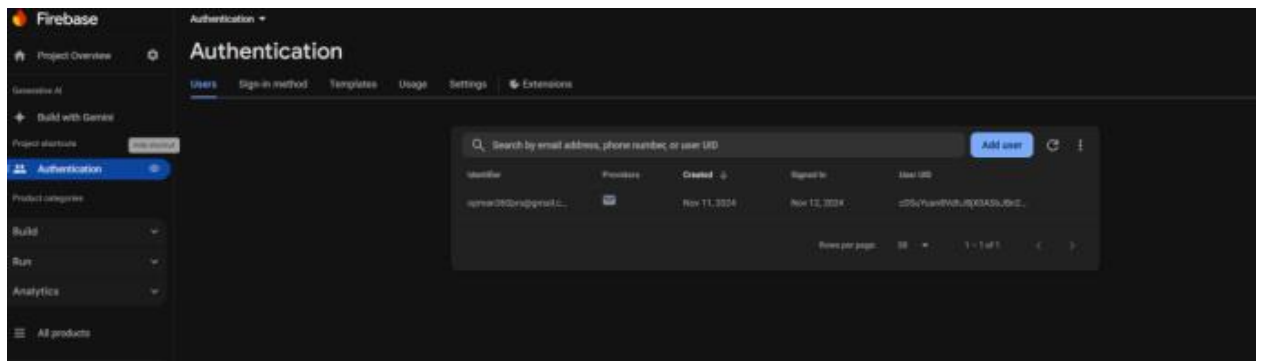 Firebase
Project Overview
Generative AI
Build with Gemini
Project shortcuts
Authentication
Product categories
Build
Run
Analytics
All products
Authentication
Authentication
Users Sign-in method Templates Usage Settings Extensions
Search by email address, phone number, or user UID Add user
Identifier Providers Created Signed In User UID
Nov 11, 2024 Nov 12, 2024
Rows per page: 50 1 – 1 of 1